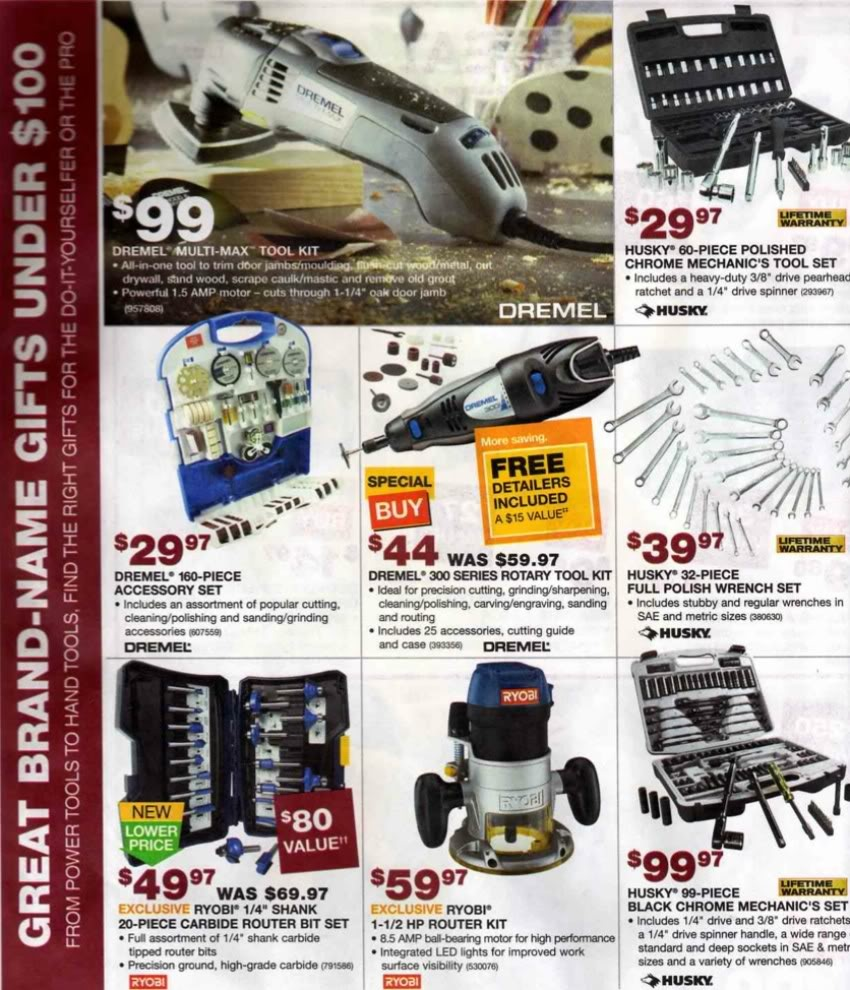 GREAT BRAND-NAME GIFTS UNDER $100
FROM POWER TOOLS TO HAND TOOLS, FIND THE RIGHT GIFTS FOR THE DO-IT-YOURSELFER OR THE PRO
DREMEL
DREMEL
$99
DREMEL® MULTI-MAX™ TOOL KIT
• All-in-one tool to trim door jambs/moulding, flush-cut wood/metal, cut
drywall, sand wood, scrape caulk/mastic and remove old grout
• Powerful 1.5 AMP motor – cuts through 1-1/4" oak door jamb
(957808)
DREMEL
$29.97
LIFETIME
WARRANTY
HUSKY® 60-PIECE POLISHED
CHROME MECHANIC'S TOOL SET
• Includes a heavy-duty 3/8" drive pearhead
ratchet and a 1/4" drive spinner (293967)
HUSKY
$29.97
DREMEL® 160-PIECE
ACCESSORY SET
• Includes an assortment of popular cutting,
cleaning/polishing and sanding/grinding
accessories (607559)
DREMEL
DREMEL
300
More saving.
FREE
DETAILERS
INCLUDED
A $15 VALUE‡‡
SPECIAL
BUY
$44 WAS $59.97
DREMEL® 300 SERIES ROTARY TOOL KIT
• Ideal for precision cutting, grinding/sharpening,
cleaning/polishing, carving/engraving, sanding
and routing
• Includes 25 accessories, cutting guide
and case (393356)
DREMEL
$39.97
LIFETIME
WARRANTY
HUSKY® 32-PIECE
FULL POLISH WRENCH SET
• Includes stubby and regular wrenches in
SAE and metric sizes (380630)
HUSKY
NEW
LOWER
PRICE
$80
VALUE††
$49.97 WAS $69.97
EXCLUSIVE RYOBI® 1/4" SHANK
20-PIECE CARBIDE ROUTER BIT SET
• Full assortment of 1/4" shank carbide
tipped router bits
• Precision ground, high-grade carbide (791586)
RYOBI
RYOBI
RYOBI
$59.97
EXCLUSIVE RYOBI®
1-1/2 HP ROUTER KIT
• 8.5 AMP ball-bearing motor for high performance
• Integrated LED lights for improved work
surface visibility (530076)
RYOBI
$99.97
LIFETIME
WARRANTY
HUSKY® 99-PIECE
BLACK CHROME MECHANIC'S SET
• Includes 1/4" drive and 3/8" drive ratchets,
a 1/4" drive spinner handle, a wide range
standard and deep sockets in SAE & metr
sizes and a variety of wrenches (905846)
HUSKY